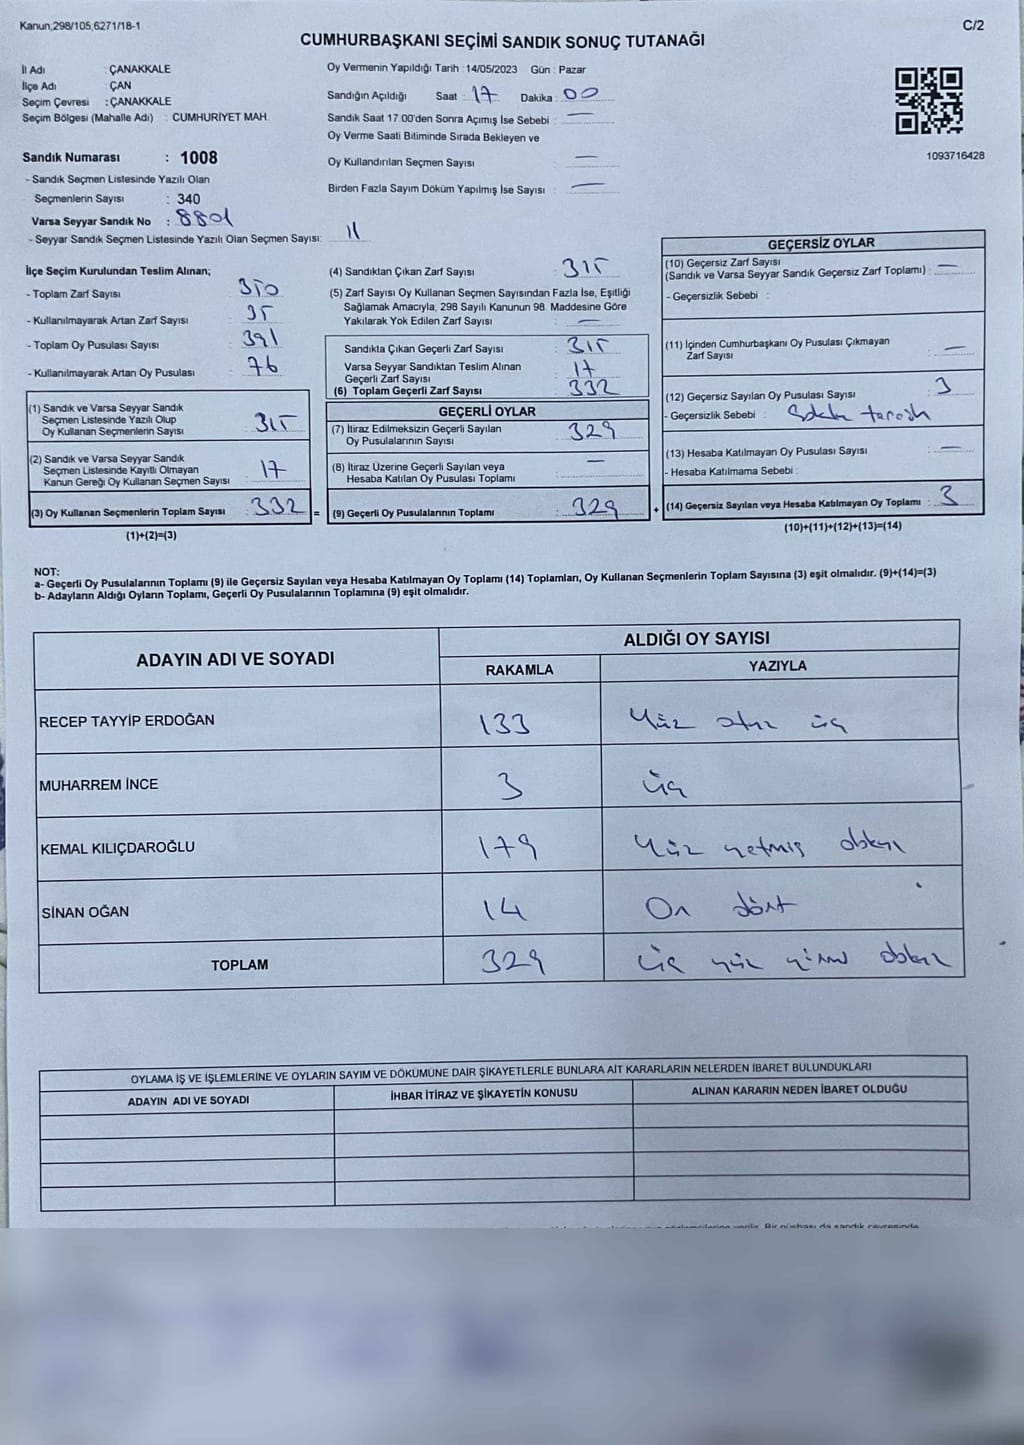 Kanun,298/105,6271/18-1
C/2
CUMHURBAŞKANI SEÇİMİ SANDIK SONUÇ TUTANAĞI
İl Adı : ÇANAKKALE
İlçe Adı : ÇAN
Seçim Çevresi : ÇANAKKALE
Seçim Bölgesi (Mahalle Adı) : CUMHURİYET MAH.
Sandık Numarası : 1008
- Sandık Seçmen Listesinde Yazılı Olan
Seçmenlerin Sayısı : 340
Varsa Seyyar Sandık No : 8801
- Seyyar Sandık Seçmen Listesinde Yazılı Olan Seçmen Sayısı: 11
Oy Vermenin Yapıldığı Tarih : 14/05/2023 Gün : Pazar
Sandığın Açıldığı Saat : 17 Dakika : 00
Sandık Saat 17:00'den Sonra Açımış İse Sebebi : —
Oy Verme Saati Bitiminde Sırada Bekleyen ve
Oy Kullandırılan Seçmen Sayısı : —
Birden Fazla Sayım Döküm Yapılmış İse Sayısı : —
1093716428
İlçe Seçim Kurulundan Teslim Alınan;
- Toplam Zarf Sayısı : 350
- Kullanılmayarak Artan Zarf Sayısı : 35
- Toplam Oy Pusulası Sayısı : 391
- Kullanılmayarak Artan Oy Pusulası : 76
(1) Sandık ve Varsa Seyyar Sandık
Seçmen Listesinde Yazılı Olup
Oy Kullanan Seçmenlerin Sayısı : 315
(2) Sandık ve Varsa Seyyar Sandık
Seçmen Listesinde Kayıtlı Olmayan
Kanun Gereği Oy Kullanan Seçmen Sayısı : 17
(3) Oy Kullanan Seçmenlerin Toplam Sayısı : 332 =
(1)+(2)=(3)
(4) Sandıktan Çıkan Zarf Sayısı : 315
(5) Zarf Sayısı Oy Kullanan Seçmen Sayısından Fazla İse, Eşitliği
Sağlamak Amacıyla, 298 Sayılı Kanunun 98. Maddesine Göre
Yakılarak Yok Edilen Zarf Sayısı : —
Sandıkta Çıkan Geçerli Zarf Sayısı : 315
Varsa Seyyar Sandıktan Teslim Alınan
Geçerli Zarf Sayısı : 17
(6) Toplam Geçerli Zarf Sayısı : 332
GEÇERLİ OYLAR
(7) İtiraz Edilmeksizin Geçerli Sayılan
Oy Pusulalarının Sayısı : 329
(8) İtiraz Üzerine Geçerli Sayılan veya
Hesaba Katılan Oy Pusulası Toplamı : —
(9) Geçerli Oy Pusulalarının Toplamı : 329 +
GEÇERSİZ OYLAR
(10) Geçersiz Zarf Sayısı
(Sandık ve Varsa Seyyar Sandık Geçersiz Zarf Toplamı) : —
- Geçersizlik Sebebi :
(11) İçinden Cumhurbaşkanı Oy Pusulası Çıkmayan
Zarf Sayısı : —
(12) Geçersiz Sayılan Oy Pusulası Sayısı : 3
- Geçersizlik Sebebi :
(13) Hesaba Katılmayan Oy Pusulası Sayısı : —
- Hesaba Katılmama Sebebi :
(14) Geçersiz Sayılan veya Hesaba Katılmayan Oy Toplamı : 3
(10)+(11)+(12)+(13)=(14)
NOT:
a- Geçerli Oy Pusulalarının Toplamı (9) ile Geçersiz Sayılan veya Hesaba Katılmayan Oy Toplamı (14) Toplamları, Oy Kullanan Seçmenlerin Toplam Sayısına (3) eşit olmalıdır. (9)+(14)=(3)
b- Adayların Aldığı Oyların Toplamı, Geçerli Oy Pusulalarının Toplamına (9) eşit olmalıdır.
ADAYIN ADI VE SOYADI
ALDIĞI OY SAYISI
RAKAMLA YAZIYLA
RECEP TAYYİP ERDOĞAN 133 Yüz otuz üç
MUHARREM İNCE 3 üç
KEMAL KILIÇDAROĞLU 179 Yüz yetmiş dokuz
SİNAN OĞAN 14 On dört
TOPLAM 329 üç yüz yirmi dokuz
OYLAMA İŞ VE İŞLEMLERİNE VE OYLARIN SAYIM VE DÖKÜMÜNE DAİR ŞİKAYETLERLE BUNLARA AİT KARARLARIN NELERDEN İBARET BULUNDUKLARI
ADAYIN ADI VE SOYADI İHBAR İTİRAZ VE ŞİKAYETİN KONUSU ALINAN KARARIN NEDEN İBARET OLDUĞU